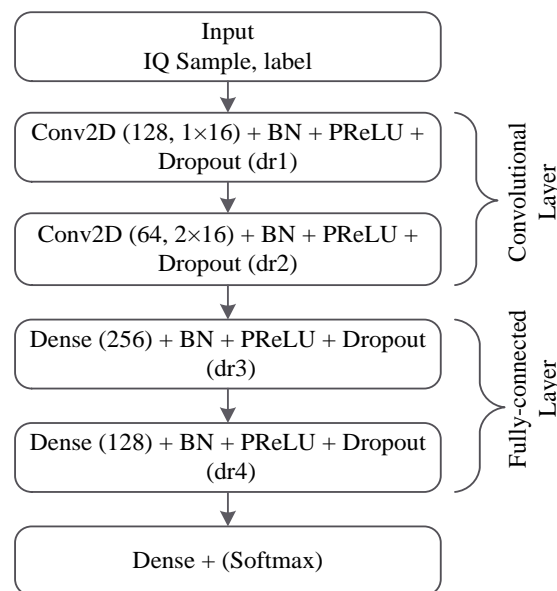 Input
IQ Sample, label
Conv2D (128, 1×16) + BN + PReLU +
Dropout (dr1)
Conv2D (64, 2×16) + BN + PReLU +
Dropout (dr2)
Convolutional
Layer
Dense (256) + BN + PReLU + Dropout
(dr3)
Dense (128) + BN + PReLU + Dropout
(dr4)
Fully-connected
Layer
Dense + (Softmax)